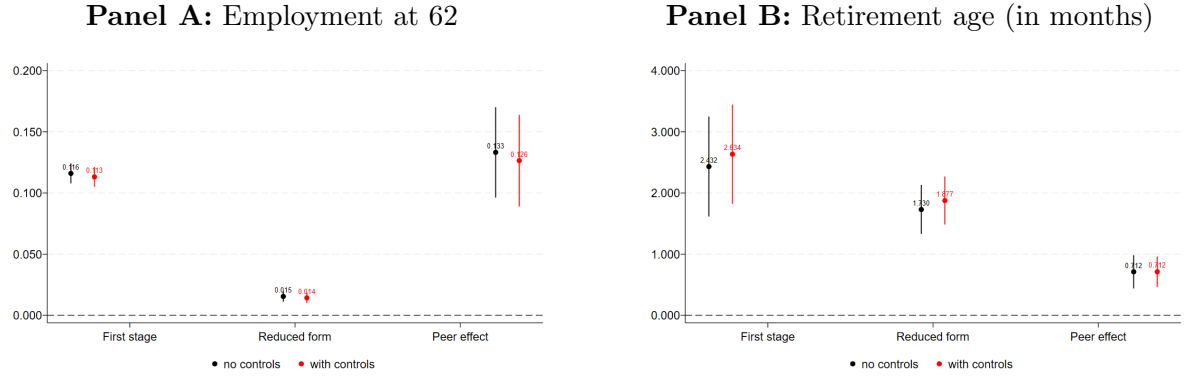 Panel A: Employment at 62
0.200
0.150
0.100
0.050
0.000
0.116
0.113
0.015
0.014
0.133
0.126
First stage
Reduced form
Peer effect
no controls
with controls
Panel B: Retirement age (in months)
4.000
3.000
2.000
1.000
0.000
2.432
2.634
1.730
1.877
0.712
0.712
First stage
Reduced form
Peer effect
no controls
with controls